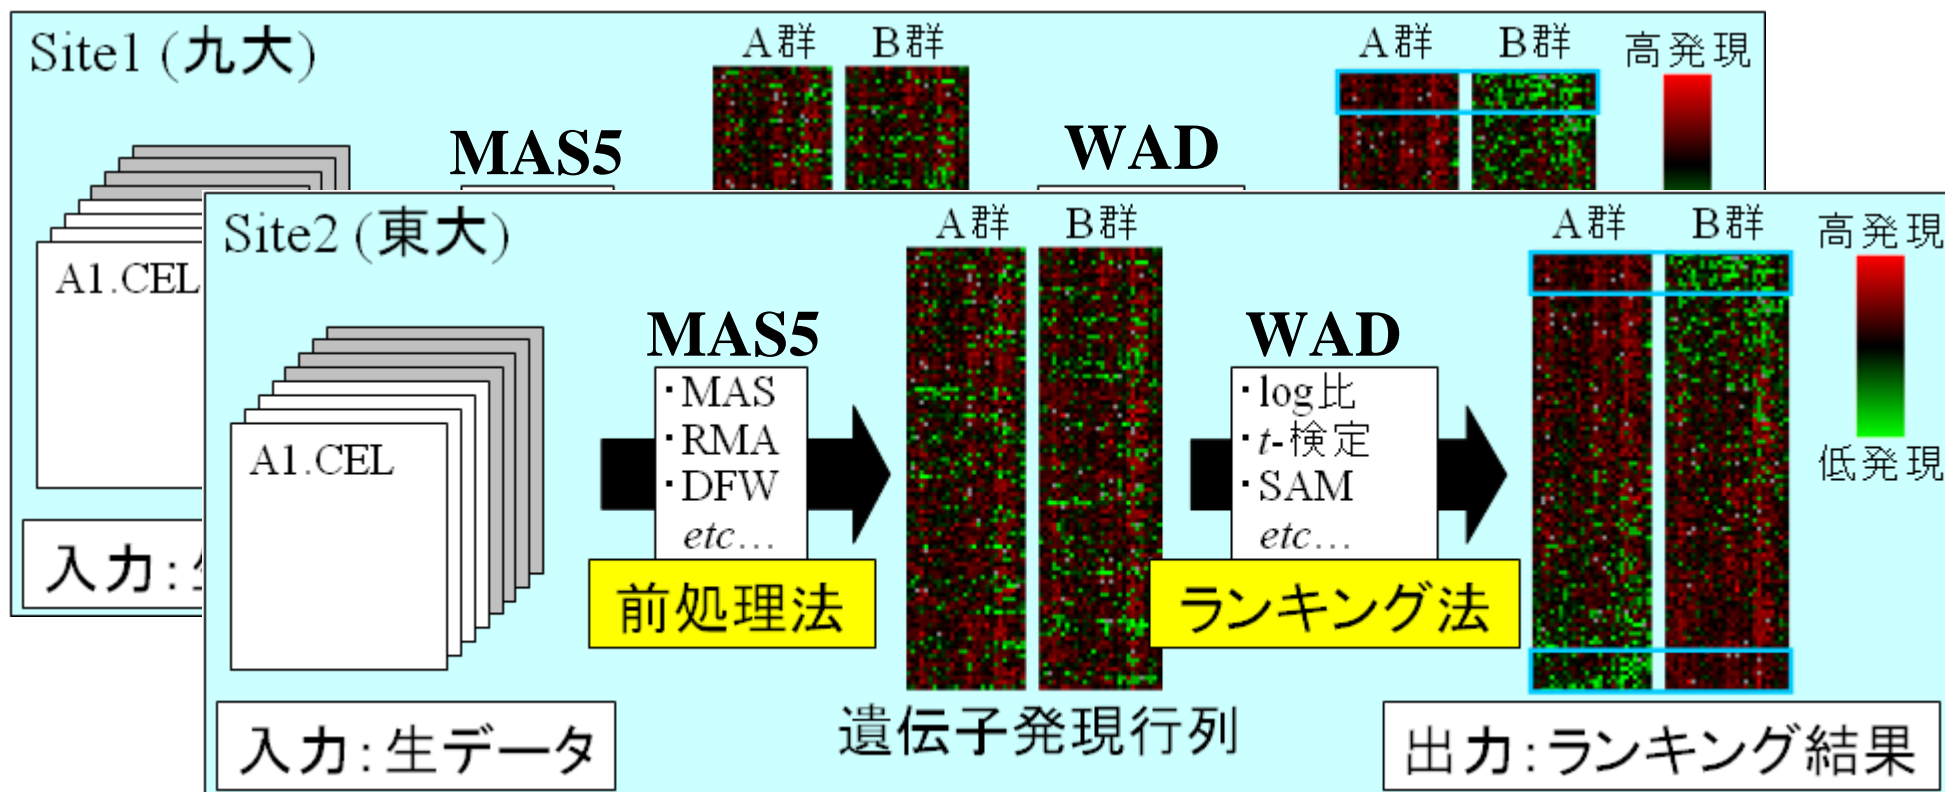 Site1 (九大)
A群
B群
A群
B群
高発現
MAS5
WAD
A1.CEL
入力:
Site2 (東大)
A群
B群
A群
B群
高発現
低発現
A1.CEL
MAS5
・MAS
・RMA
・DFW
etc…
前処理法
WAD
・log比
・t-検定
・SAM
etc…
ランキング法
入力:生データ
遺伝子発現行列
出力:ランキング結果